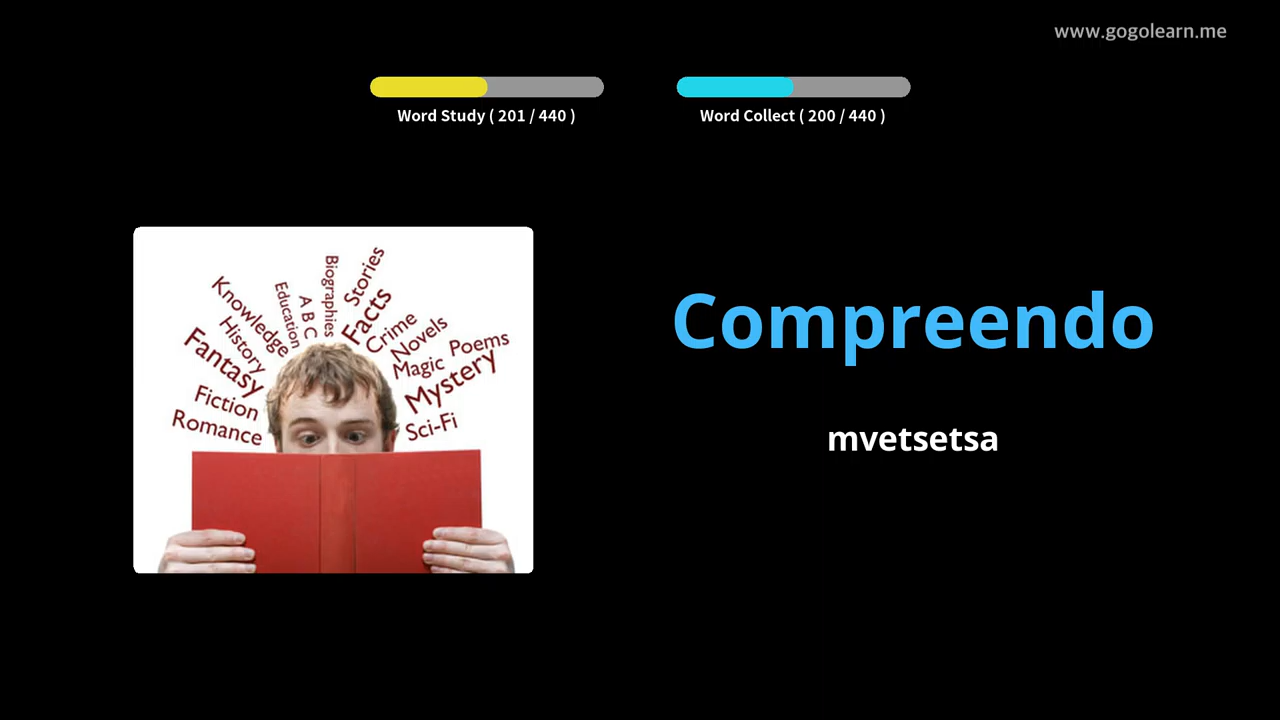 www.gogolearn.me
Word Study ( 201 / 440 )
Word Collect ( 200 / 440 )
Knowledge
History
Fantasy
Fiction
Romance
Education
A B C
Biographies
Stories
Facts
Crime
Novels
Magic
Poems
Mystery
Sci-Fi
Compreendo
mvetsetsa